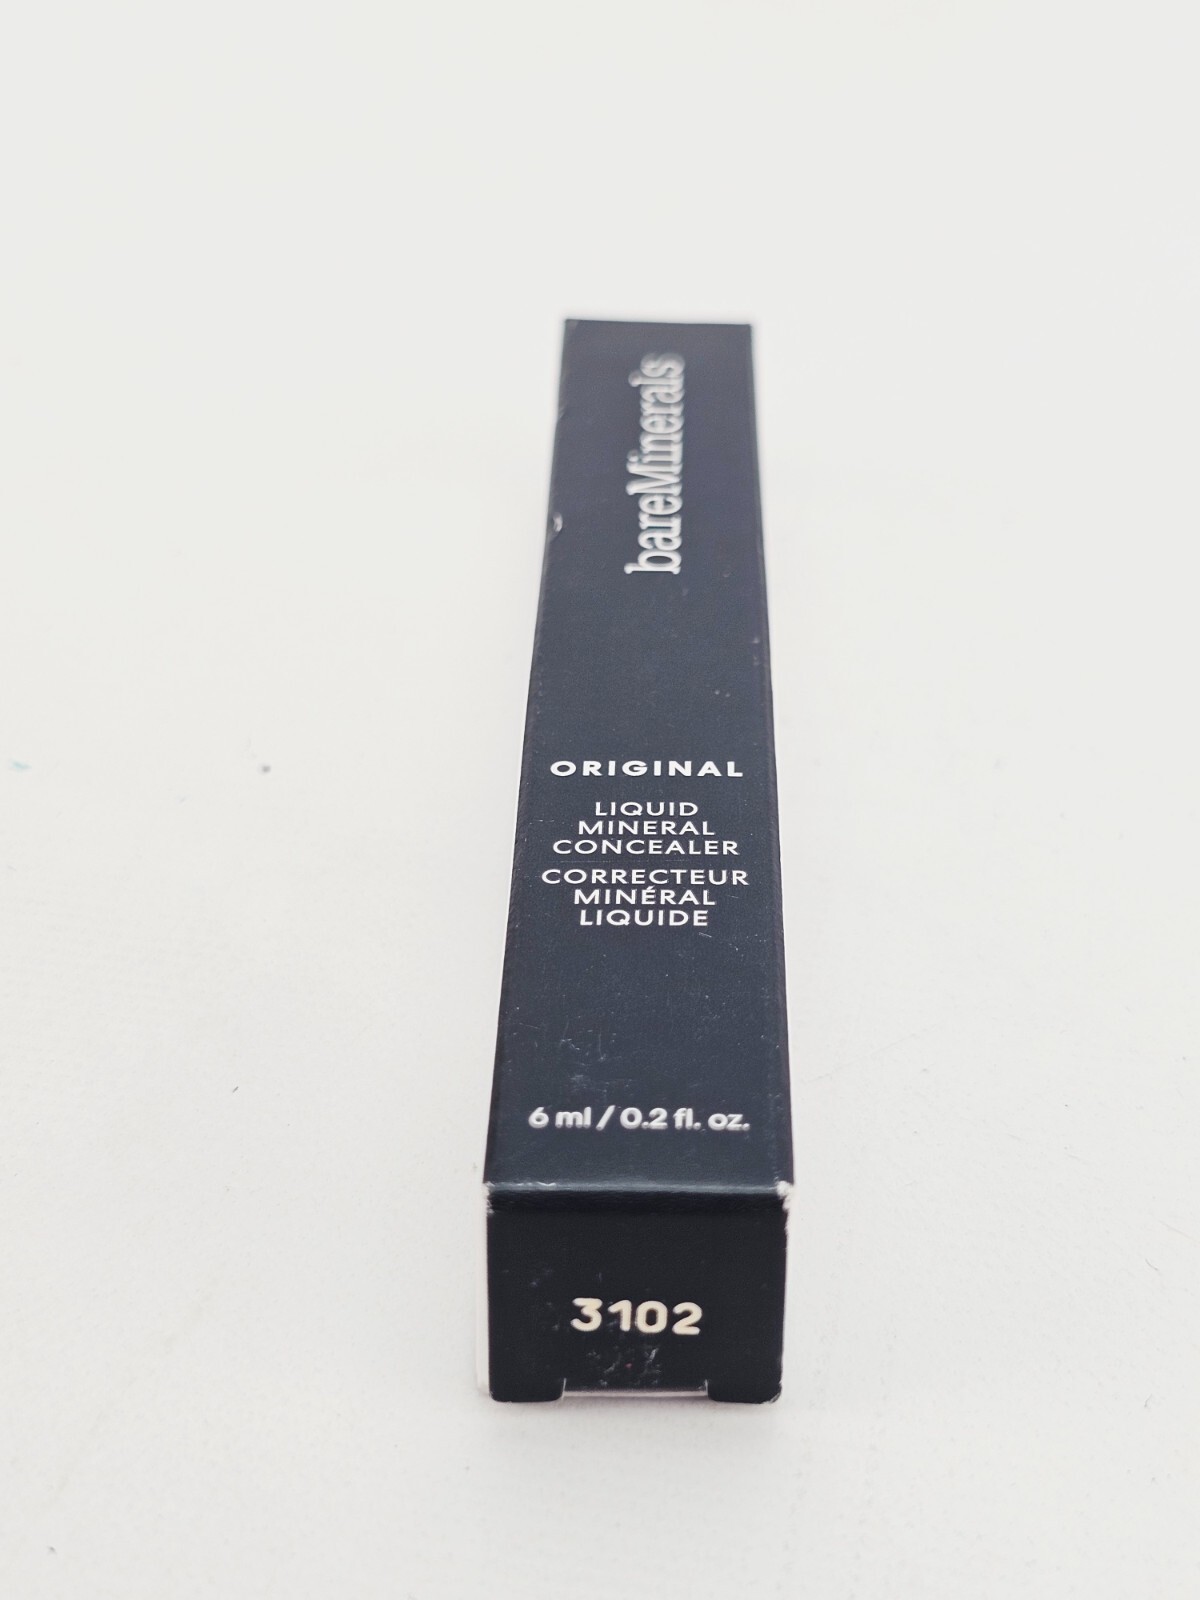 bareMinerals
ORIGINAL
LIQUID
MINERAL
CONCEALER
CORRECTEUR
MINÉRAL
LIQUIDE
6 ml / 0.2 fl. oz.
3102